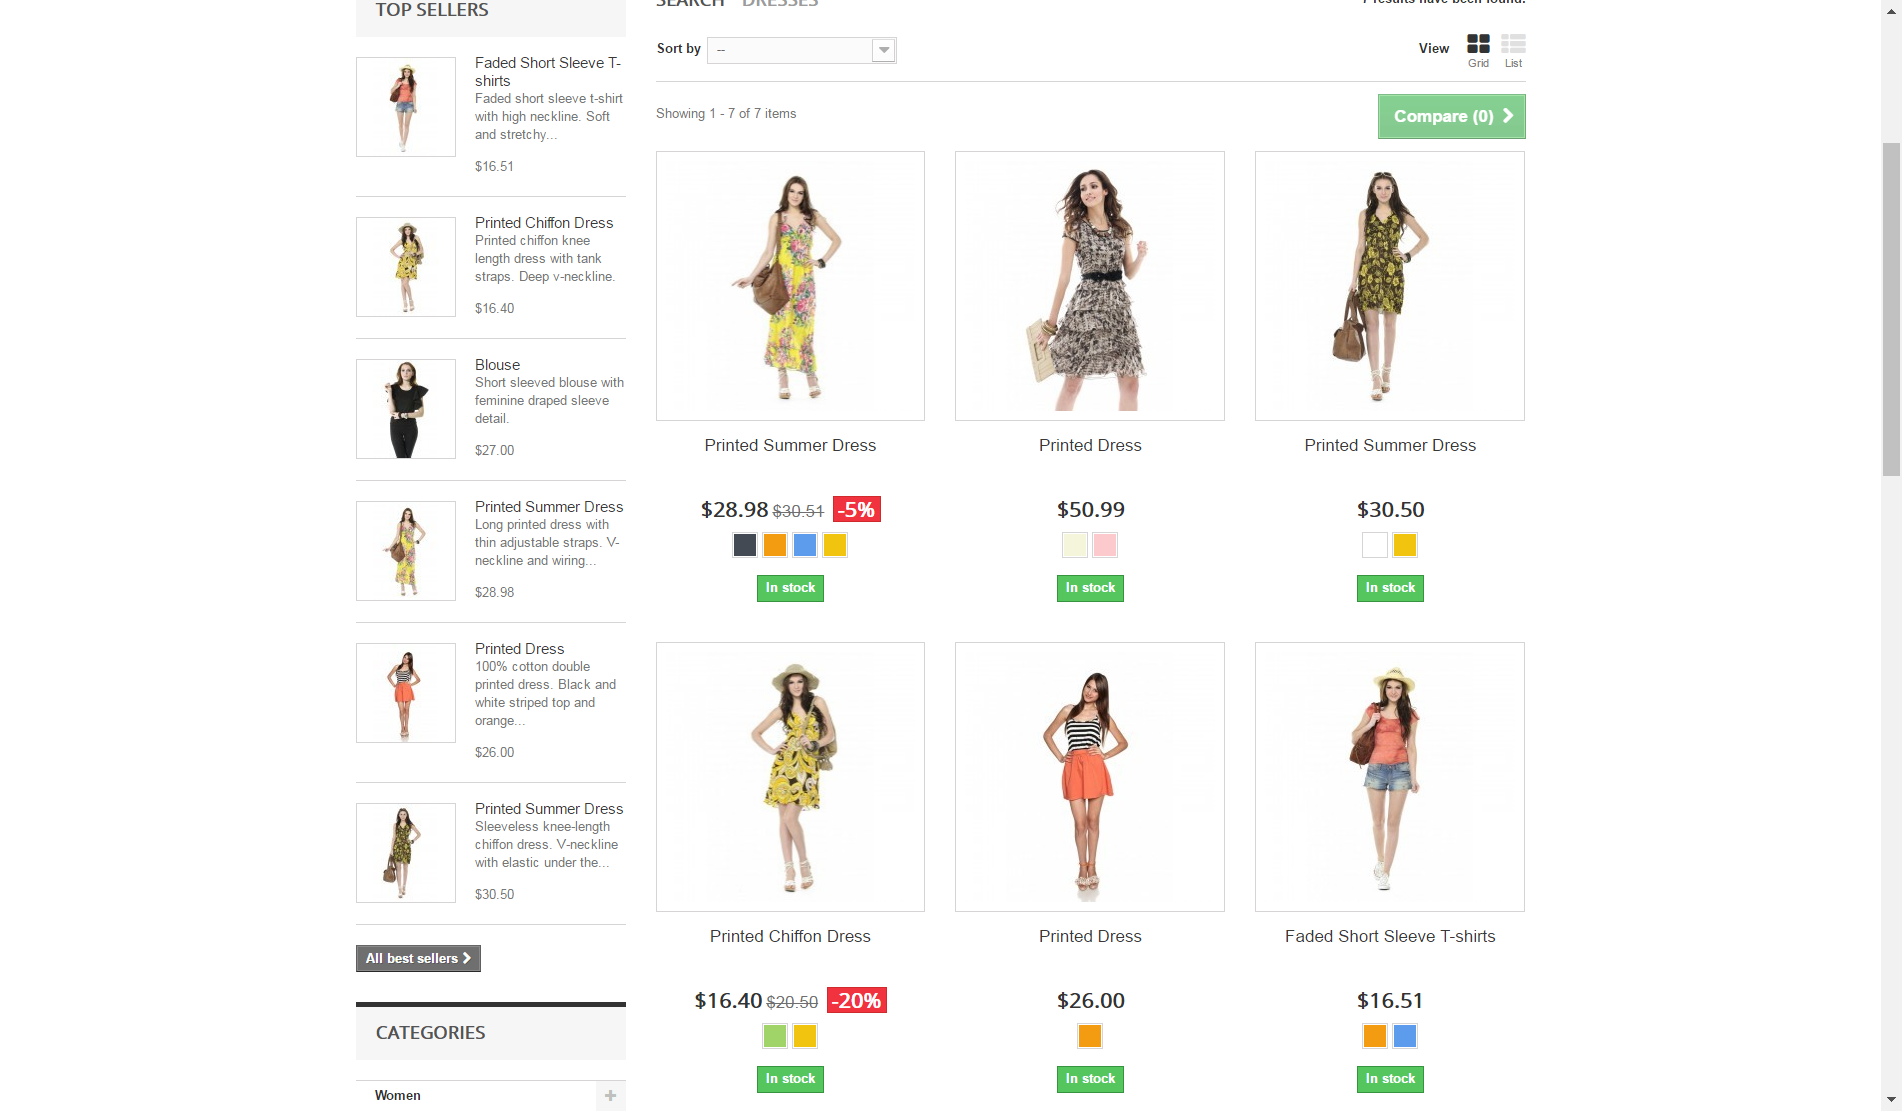 TOP SELLERS
Faded Short Sleeve T-
shirts
Faded short sleeve t-shirt
with high neckline. Soft
and stretchy...
$16.51
Printed Chiffon Dress
Printed chiffon knee
length dress with tank
straps. Deep v-neckline.
$16.40
Blouse
Short sleeved blouse with
feminine draped sleeve
detail.
$27.00
Printed Summer Dress
Long printed dress with
thin adjustable straps. V-
neckline and wiring...
$28.98
Printed Dress
100% cotton double
printed dress. Black and
white striped top and
orange...
$26.00
Printed Summer Dress
Sleeveless knee-length
chiffon dress. V-neckline
with elastic under the...
$30.50
All best sellers
CATEGORIES
Women
SEARCH DRESSES
7 results have been found.
Sort by --
View
Grid List
Showing 1 - 7 of 7 items
Compare (0)
Printed Summer Dress
$28.98 $30.51 -5%
In stock
Printed Dress
$50.99
In stock
Printed Summer Dress
$30.50
In stock
Printed Chiffon Dress
$16.40 $20.50 -20%
In stock
Printed Dress
$26.00
In stock
Faded Short Sleeve T-shirts
$16.51
In stock